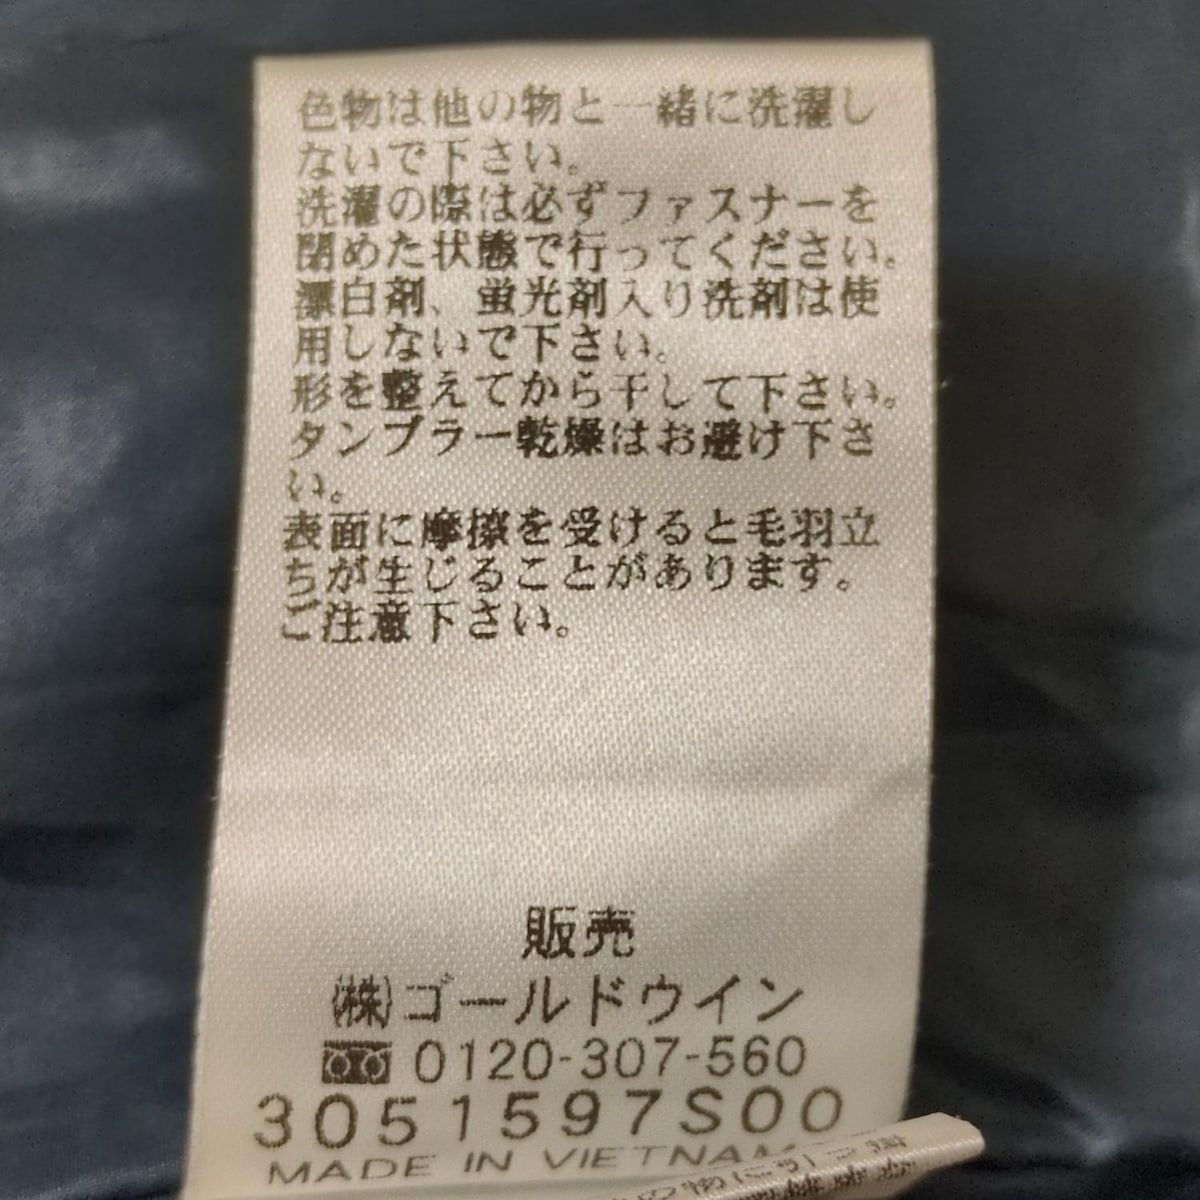 色物は他の物と一緒に洗濯し
ないで下さい。
洗濯の際は必ずファスナーを
閉めた状態で行ってください。
漂白剤、蛍光剤入り洗剤は使
用しないで下さい。
形を整えてから干して下さい。
タンブラー乾燥はお避け下さ
い。
表面に摩擦を受けると毛羽立
ちが生じることがあります。
ご注意下さい。
販売
㈱ゴールドウイン
0120-307-560
3051597S00
MADE IN VIETNAM